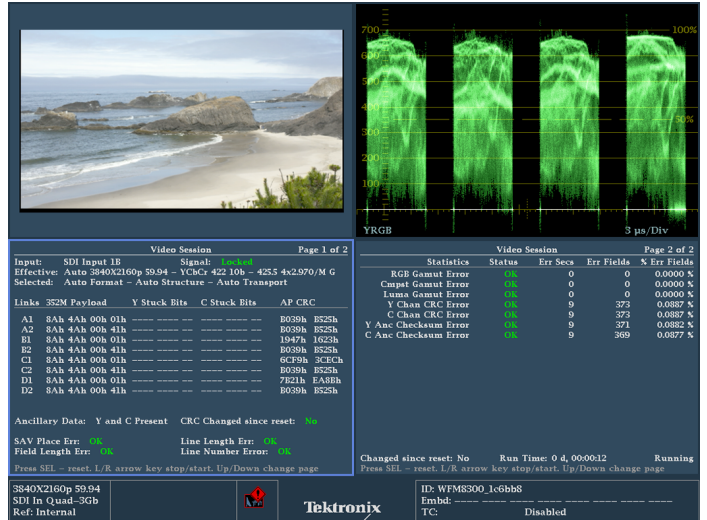 700
100%
600
500
400
50%
300
200
100
YRGB
3 µs/Div
Video Session
Page 1 of 2
Input: SDI Input 1B Signal: Locked
Effective: Auto 3840X2160p 59.94 – YCbCr 422 10b – 425.5 4x2.970/M G
Selected: Auto Format – Auto Structure – Auto Transport
Links 352M Payload Y Stuck Bits C Stuck Bits AP CRC
A1 8Ah 4Ah 00h 01h –––– –––– –– –––– –––– –– B039h B525h
A2 8Ah 4Ah 00h 41h –––– –––– –– –––– –––– –– B039h B525h
B1 8Ah 4Ah 00h 01h –––– –––– –– –––– –––– –– 1947h 1623h
B2 8Ah 4Ah 00h 41h –––– –––– –– –––– –––– –– B039h B525h
C1 8Ah 4Ah 00h 01h –––– –––– –– –––– –––– –– 6CF9h 3CECh
C2 8Ah 4Ah 00h 41h –––– –––– –– –––– –––– –– B039h B525h
D1 8Ah 4Ah 00h 01h –––– –––– –– –––– –––– –– 7B21h EA8Bh
D2 8Ah 4Ah 00h 41h –––– –––– –– –––– –––– –– B039h B525h
Ancillary Data: Y and C Present CRC Changed since reset: No
SAV Place Err: OK Line Length Err: OK
Field Length Err: OK Line Number Error: OK
Press SEL – reset. L/R arrow key stop/start. Up/Down change page
Video Session
Page 2 of 2
Statistics Status Err Secs Err Fields % Err Fields
RGB Gamut Error OK 0 0 0.0000 %
Cmpst Gamut Error OK 0 0 0.0000 %
Luma Gamut Error OK 0 0 0.0000 %
Y Chan CRC Error OK 9 373 0.0887 %
C Chan CRC Error OK 9 373 0.0887 %
Y Anc Checksum Error OK 9 371 0.0882 %
C Anc Checksum Error OK 9 369 0.0877 %
Changed since reset: No Run Time: 0 d, 00:00:12 Running
Press SEL – reset. L/R arrow key stop/start. Up/Down change page
3840X2160p 59.94
SDI In Quad–3Gb
Ref: Internal
Tektronix
ID: WFM8300_1c6bb8
Embd: –––– –– –––– –––– –––– –––– –––– ––––
TC: Disabled